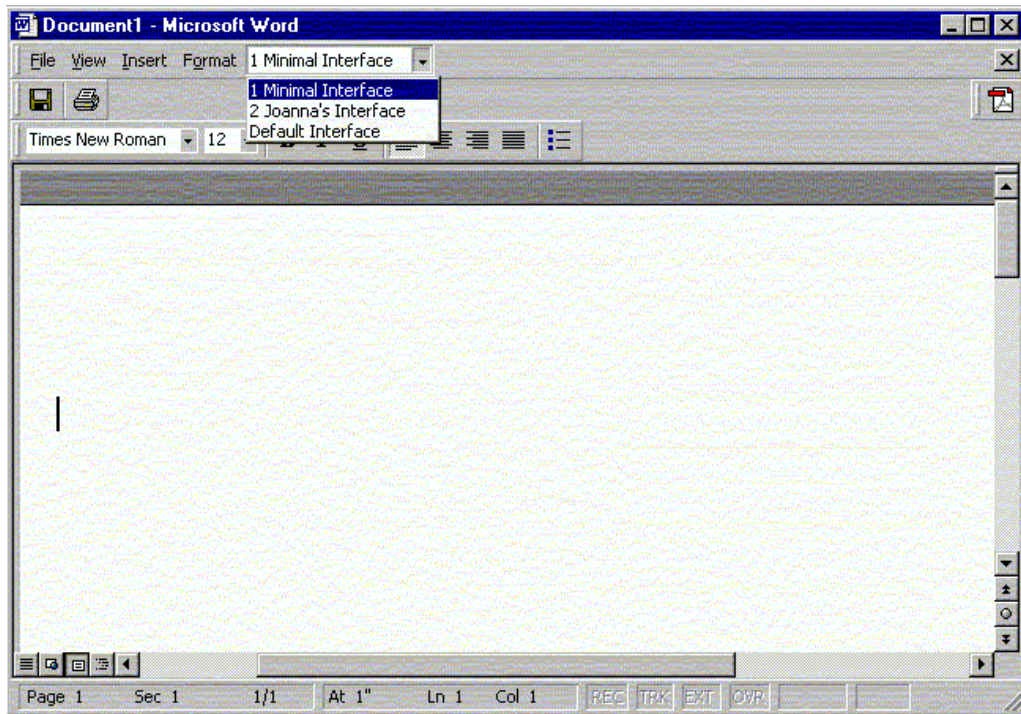 Document1 - Microsoft Word
File View Insert Format 1 Minimal Interface
1 Minimal Interface
2 Joanna's Interface
Default Interface
Times New Roman 12
Page 1 Sec 1 1/1 At 1" Ln 1 Col 1 REC TRK EXT OVR